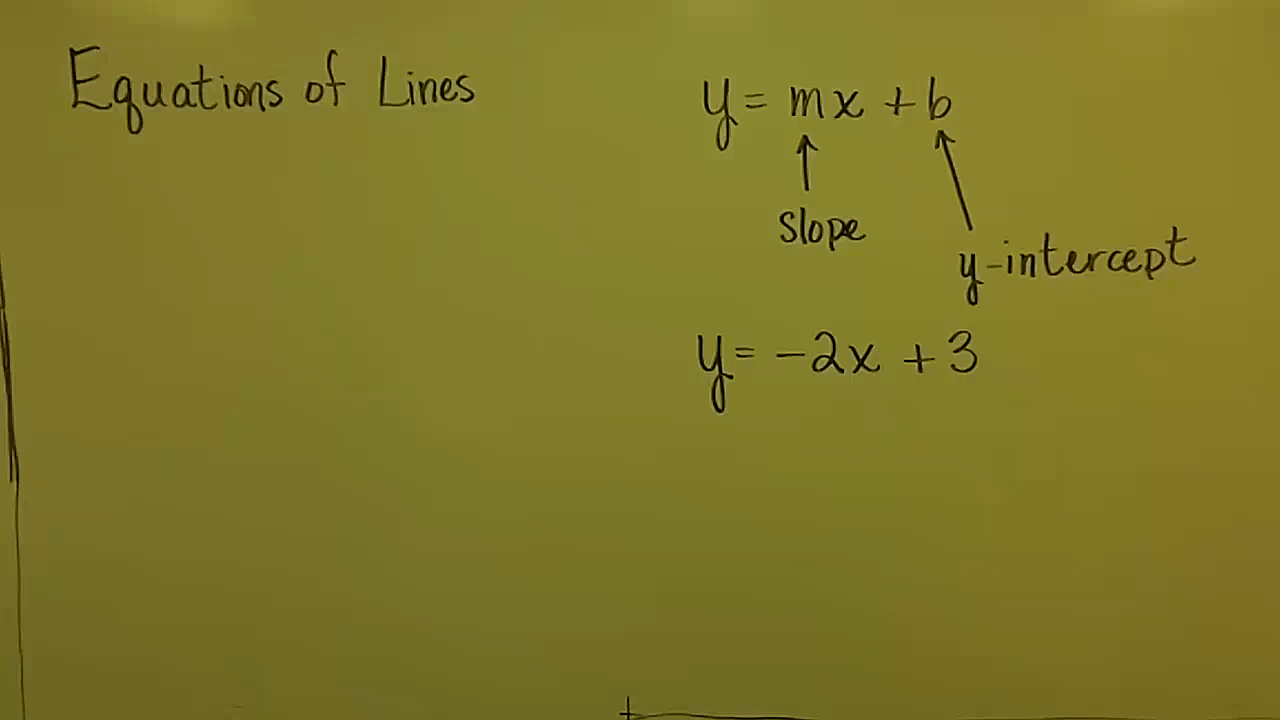 Equations of Lines
y = mx + b
slope
y-intercept
y = -2x + 3